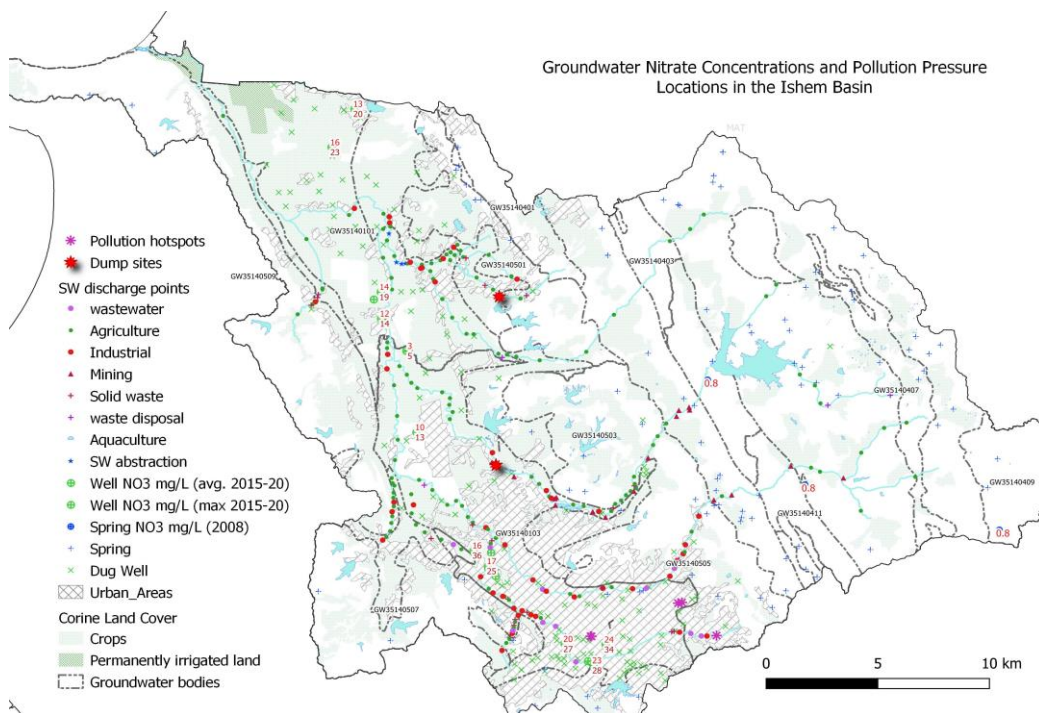 Groundwater Nitrate Concentrations and Pollution Pressure
Locations in the Ishem Basin
MAT
13
20
16
23
GW35140401
GW35140101
GW35140403
GW35140501
GW35140509
14
19
12
14
3
5
0.8
GW35140407
10
13
GW35140503
0.8
GW35140409
GW35140411
0.8
GW35140103
16
36
17
25
GW35140505
GW35140507
20
27
24
34
23
28
Pollution hotspots
Dump sites
SW discharge points
wastewater
Agriculture
Industrial
Mining
Solid waste
waste disposal
Aquaculture
SW abstraction
Well NO3 mg/L (avg. 2015-20)
Well NO3 mg/L (max 2015-20)
Spring NO3 mg/L (2008)
Spring
Dug Well
Urban_Areas
Corine Land Cover
Crops
Permanently irrigated land
Groundwater bodies
0 5 10 km